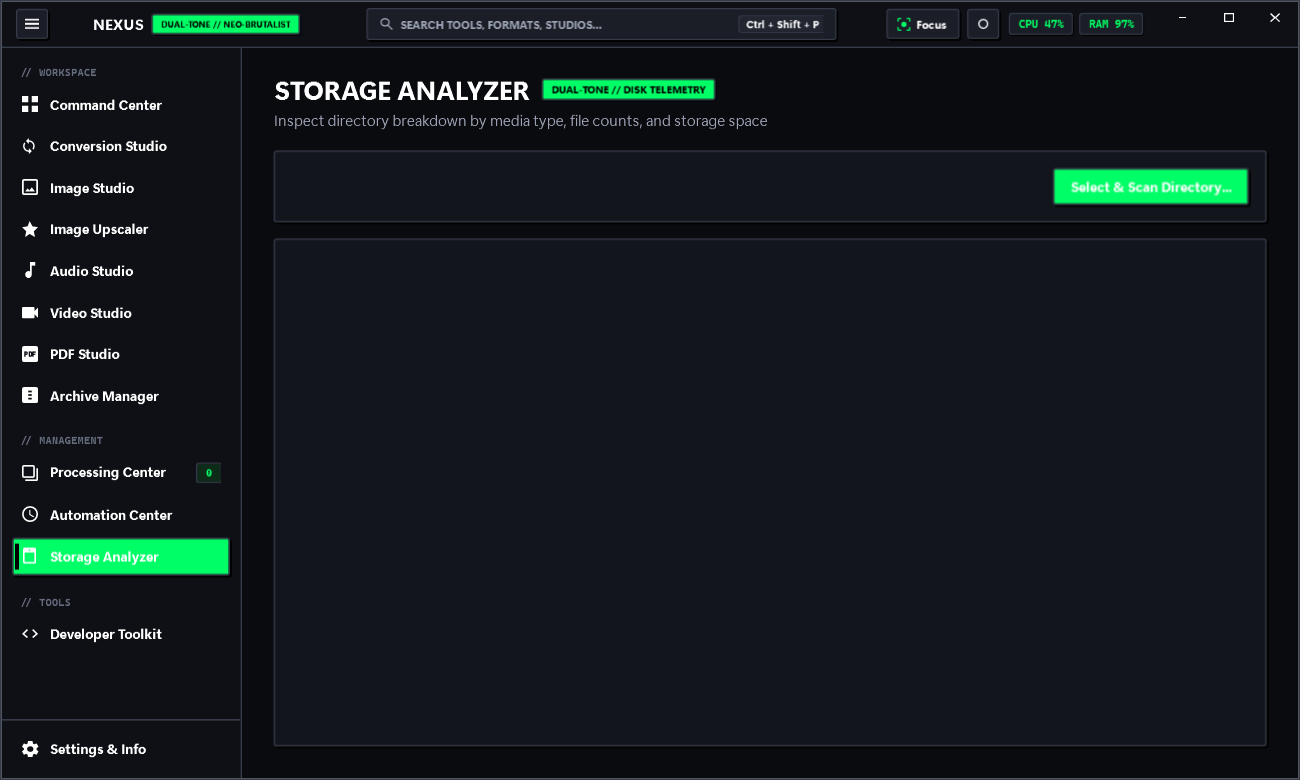 NEXUS DUAL-TONE // NEO-BRUTALIST SEARCH TOOLS, FORMATS, STUDIOS... Ctrl + Shift + P Focus CPU 47% RAM 97%
// WORKSPACE
Command Center
Conversion Studio
Image Studio
Image Upscaler
Audio Studio
Video Studio
PDF PDF Studio
Archive Manager
// MANAGEMENT
Processing Center 0
Automation Center
Storage Analyzer
// TOOLS
Developer Toolkit
Settings & Info
STORAGE ANALYZER DUAL-TONE // DISK TELEMETRY
Inspect directory breakdown by media type, file counts, and storage space
Select & Scan Directory...